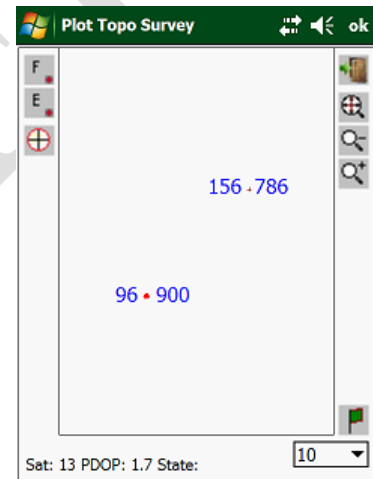 Plot Topo Survey ok
F
E
156 786
96 900
Sat: 13 PDOP: 1.7 State:
10